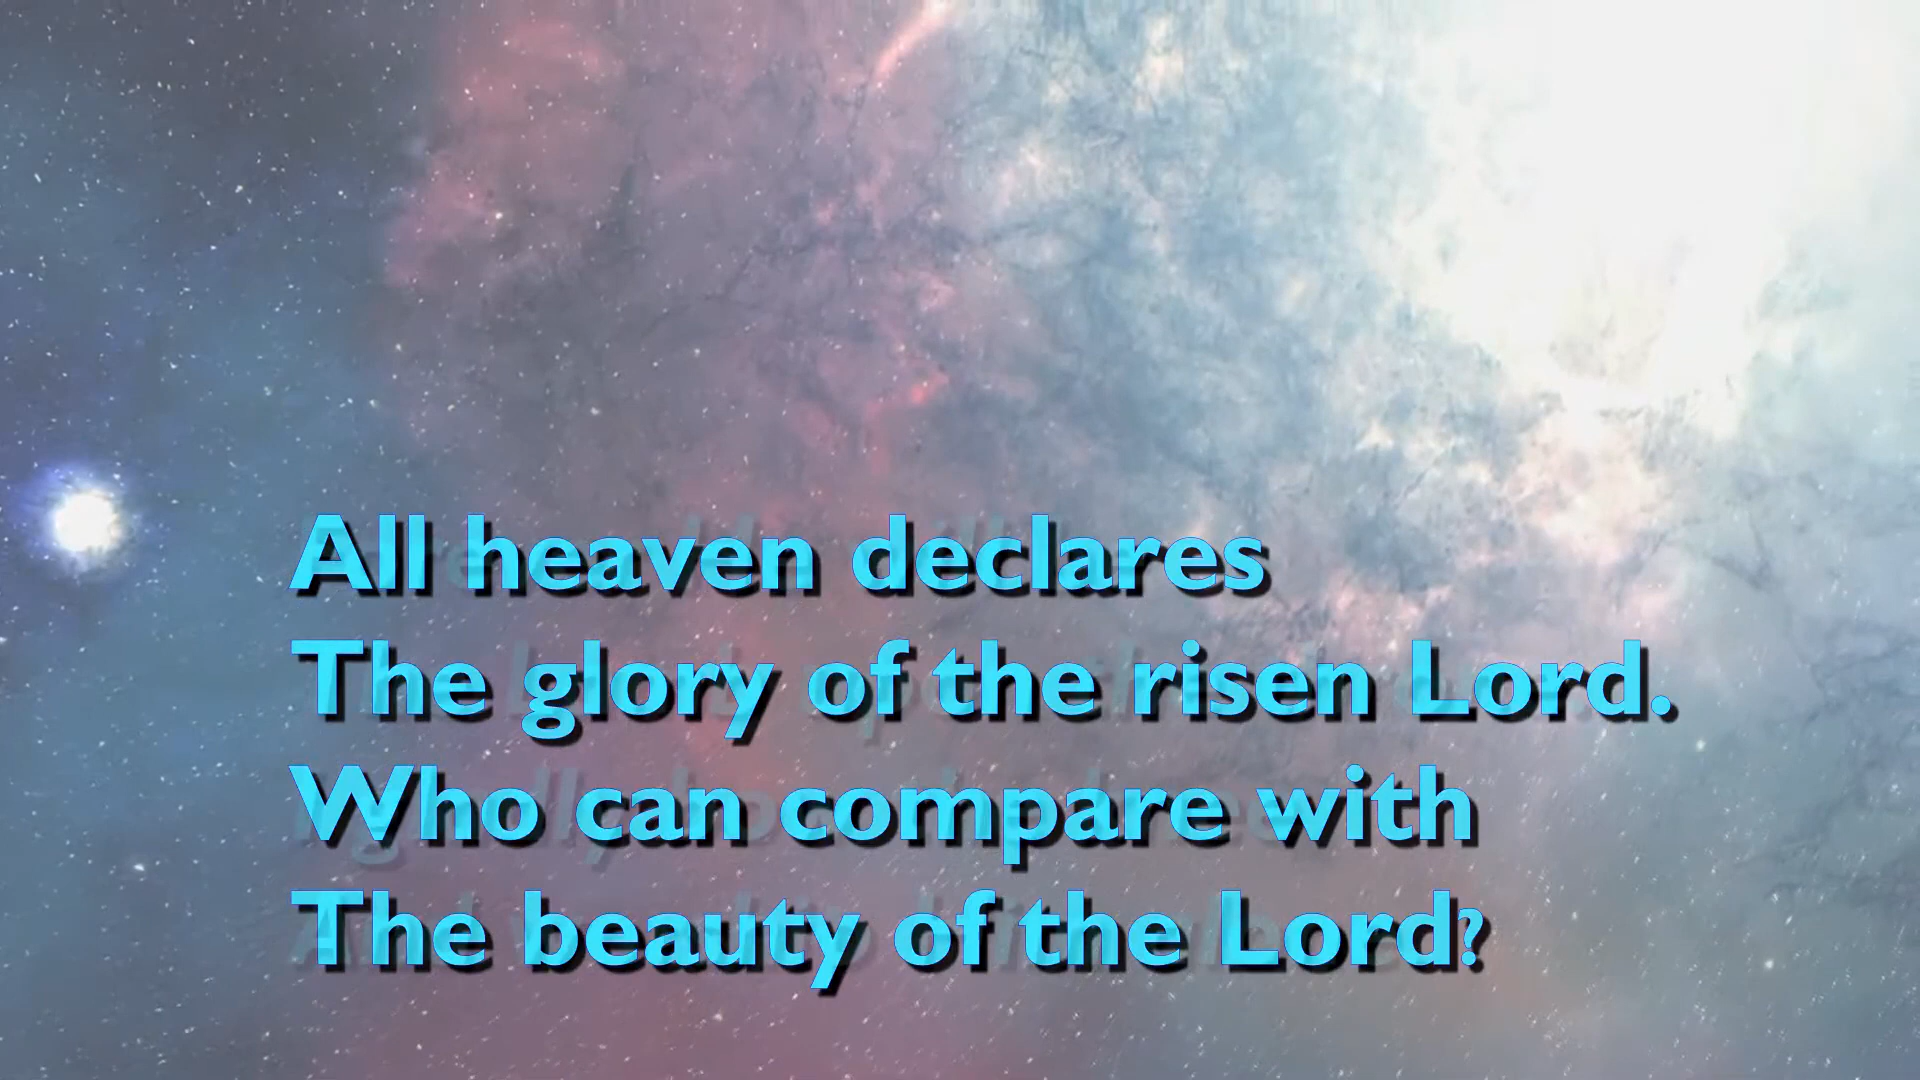 All heaven declares
The glory of the risen Lord.
Who can compare with
The beauty of the Lord?